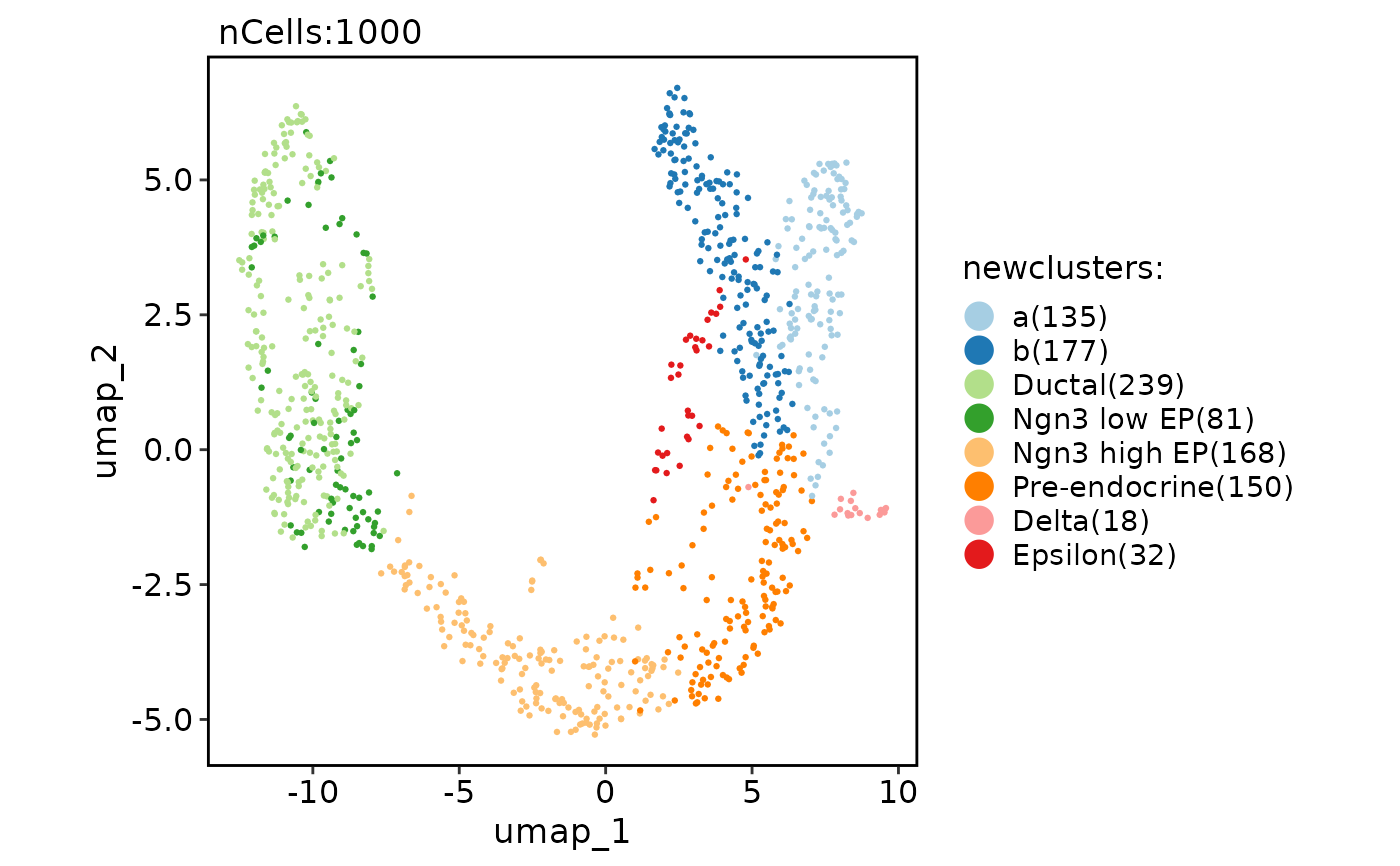 nCells:1000
umap_2
5.0
2.5
0.0
-2.5
-5.0
-10
-5
0
5
10
umap_1
newclusters:
a(135)
b(177)
Ductal(239)
Ngn3 low EP(81)
Ngn3 high EP(168)
Pre-endocrine(150)
Delta(18)
Epsilon(32)